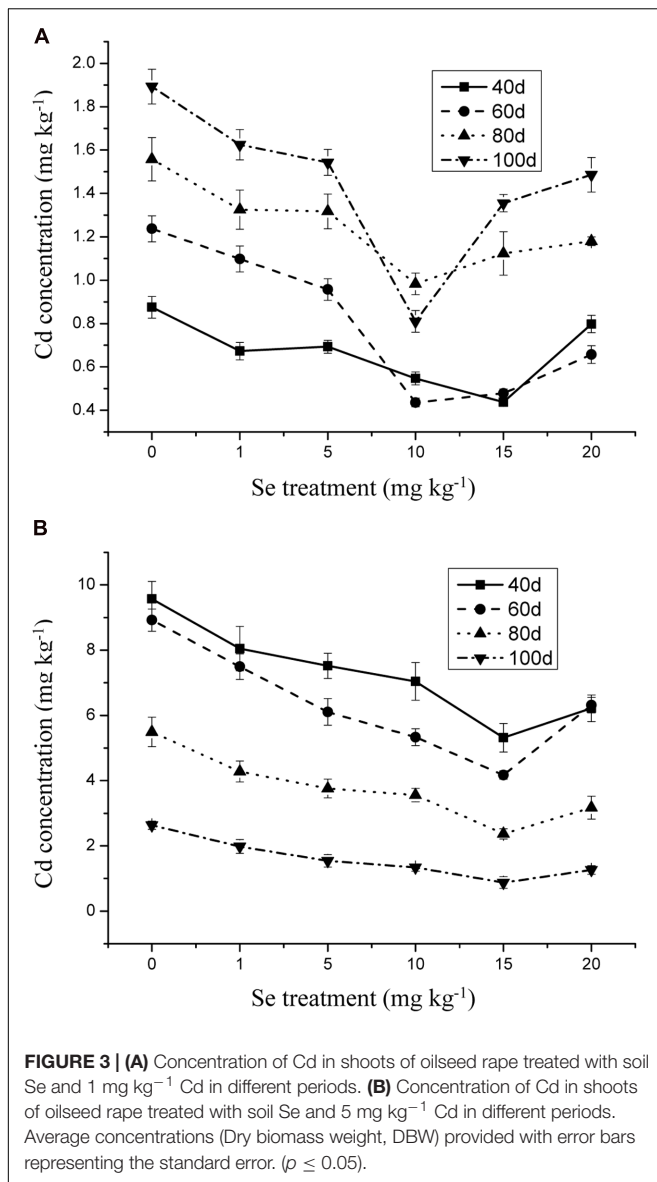 A
2.0
1.8
1.6
1.4
1.2
1.0
0.8
0.6
0.4
Cd concentration (mg kg⁻¹)
40d
60d
80d
100d
0 1 5 10 15 20
Se treatment (mg kg⁻¹)
B
10
8
6
4
2
0
Cd concentration (mg kg⁻¹)
40d
60d
80d
100d
0 1 5 10 15 20
Se treatment (mg kg⁻¹)
FIGURE 3 | (A) Concentration of Cd in shoots of oilseed rape treated with soil
Se and 1 mg kg⁻¹ Cd in different periods. (B) Concentration of Cd in shoots
of oilseed rape treated with soil Se and 5 mg kg⁻¹ Cd in different periods.
Average concentrations (Dry biomass weight, DBW) provided with error bars
representing the standard error. (p ≤ 0.05).